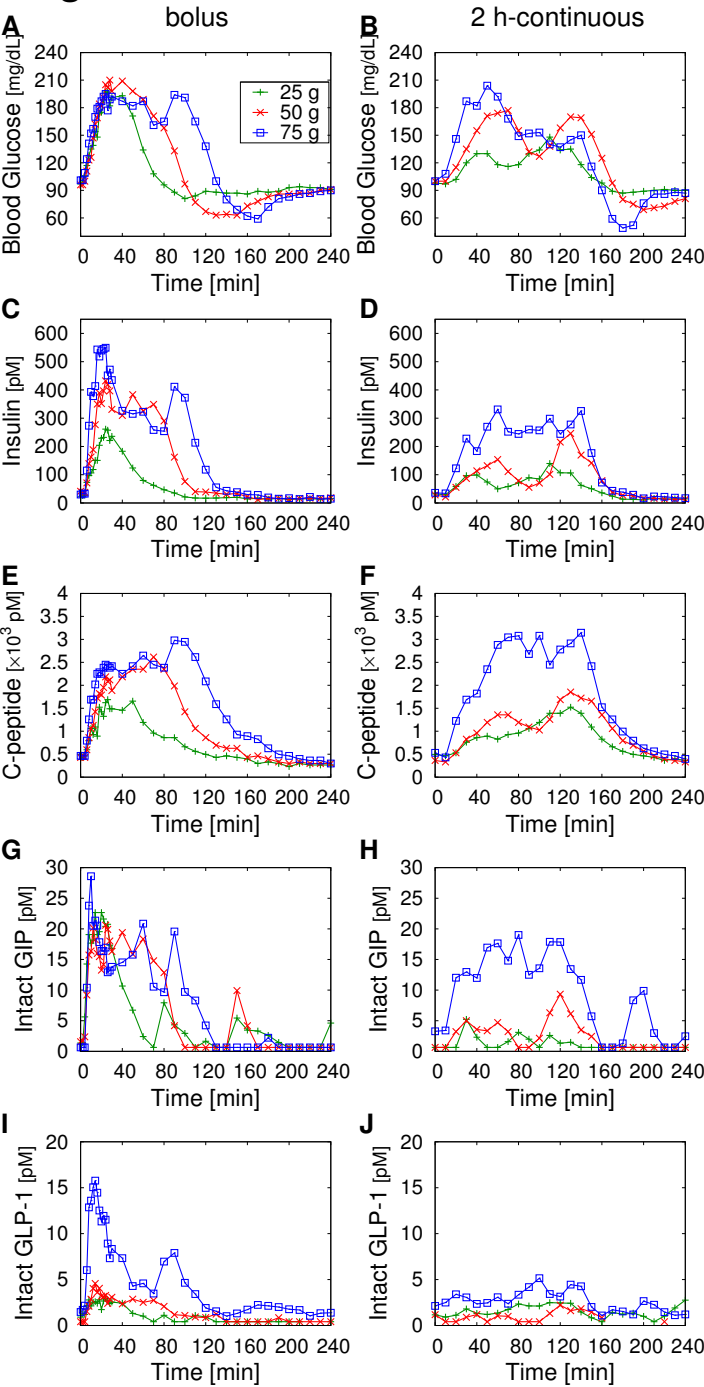 bolus
2 h-continuous
A
Blood Glucose [mg/dL]
240
210
180
150
120
90
60
25 g
50 g
75 g
0 40 80 120 160 200 240
Time [min]
B
Blood Glucose [mg/dL]
240
210
180
150
120
90
60
0 40 80 120 160 200 240
Time [min]
C
Insulin [pM]
600
500
400
300
200
100
0
0 40 80 120 160 200 240
Time [min]
D
Insulin [pM]
600
500
400
300
200
100
0
0 40 80 120 160 200 240
Time [min]
E
C-peptide [×10³ pM]
4
3.5
3
2.5
2
1.5
1
0.5
0
0 40 80 120 160 200 240
Time [min]
F
C-peptide [×10³ pM]
4
3.5
3
2.5
2
1.5
1
0.5
0
0 40 80 120 160 200 240
Time [min]
G
Intact GIP [pM]
30
25
20
15
10
5
0
0 40 80 120 160 200 240
Time [min]
H
Intact GIP [pM]
30
25
20
15
10
5
0
0 40 80 120 160 200 240
Time [min]
I
Intact GLP-1 [pM]
20
15
10
5
0
0 40 80 120 160 200 240
Time [min]
J
Intact GLP-1 [pM]
20
15
10
5
0
0 40 80 120 160 200 240
Time [min]